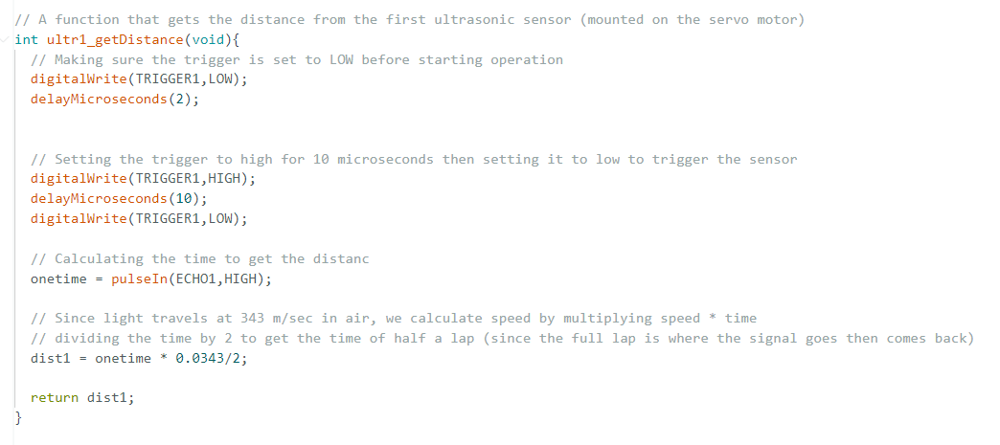 // A function that gets the distance from the first ultrasonic sensor (mounted on the servo motor)
int ultr1_getDistance(void){
// Making sure the trigger is set to LOW before starting operation
digitalWrite(TRIGGER1,LOW);
delayMicroseconds(2);
// Setting the trigger to high for 10 microseconds then setting it to low to trigger the sensor
digitalWrite(TRIGGER1,HIGH);
delayMicroseconds(10);
digitalWrite(TRIGGER1,LOW);
// Calculating the time to get the distanc
onetime = pulseIn(ECHO1,HIGH);
// Since light travels at 343 m/sec in air, we calculate speed by multiplying speed * time
// dividing the time by 2 to get the time of half a lap (since the full lap is where the signal goes then comes back)
dist1 = onetime * 0.0343/2;
return dist1;
}